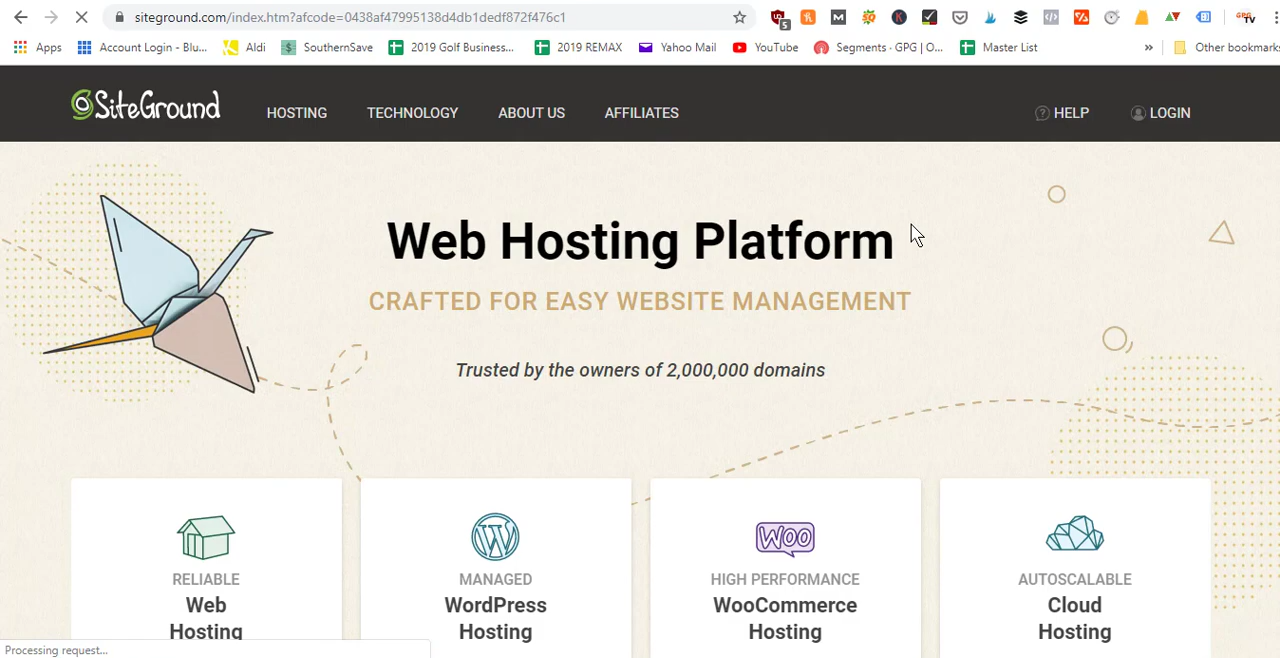 siteground.com/index.htm?afcode=0438af47995138d4db1dedf872f476c1
5
GPG
TV
Apps Account Login - Blu... Aldi SouthernSave 2019 Golf Business... 2019 REMAX Yahoo Mail YouTube Segments · GPG | O... Master List » Other bookmarks
SiteGround HOSTING TECHNOLOGY ABOUT US AFFILIATES HELP LOGIN
Web Hosting Platform
CRAFTED FOR EASY WEBSITE MANAGEMENT
Trusted by the owners of 2,000,000 domains
WOO
RELIABLE
Web
Hosting
MANAGED
WordPress
Hosting
HIGH PERFORMANCE
WooCommerce
Hosting
AUTOSCALABLE
Cloud
Hosting
Processing request...